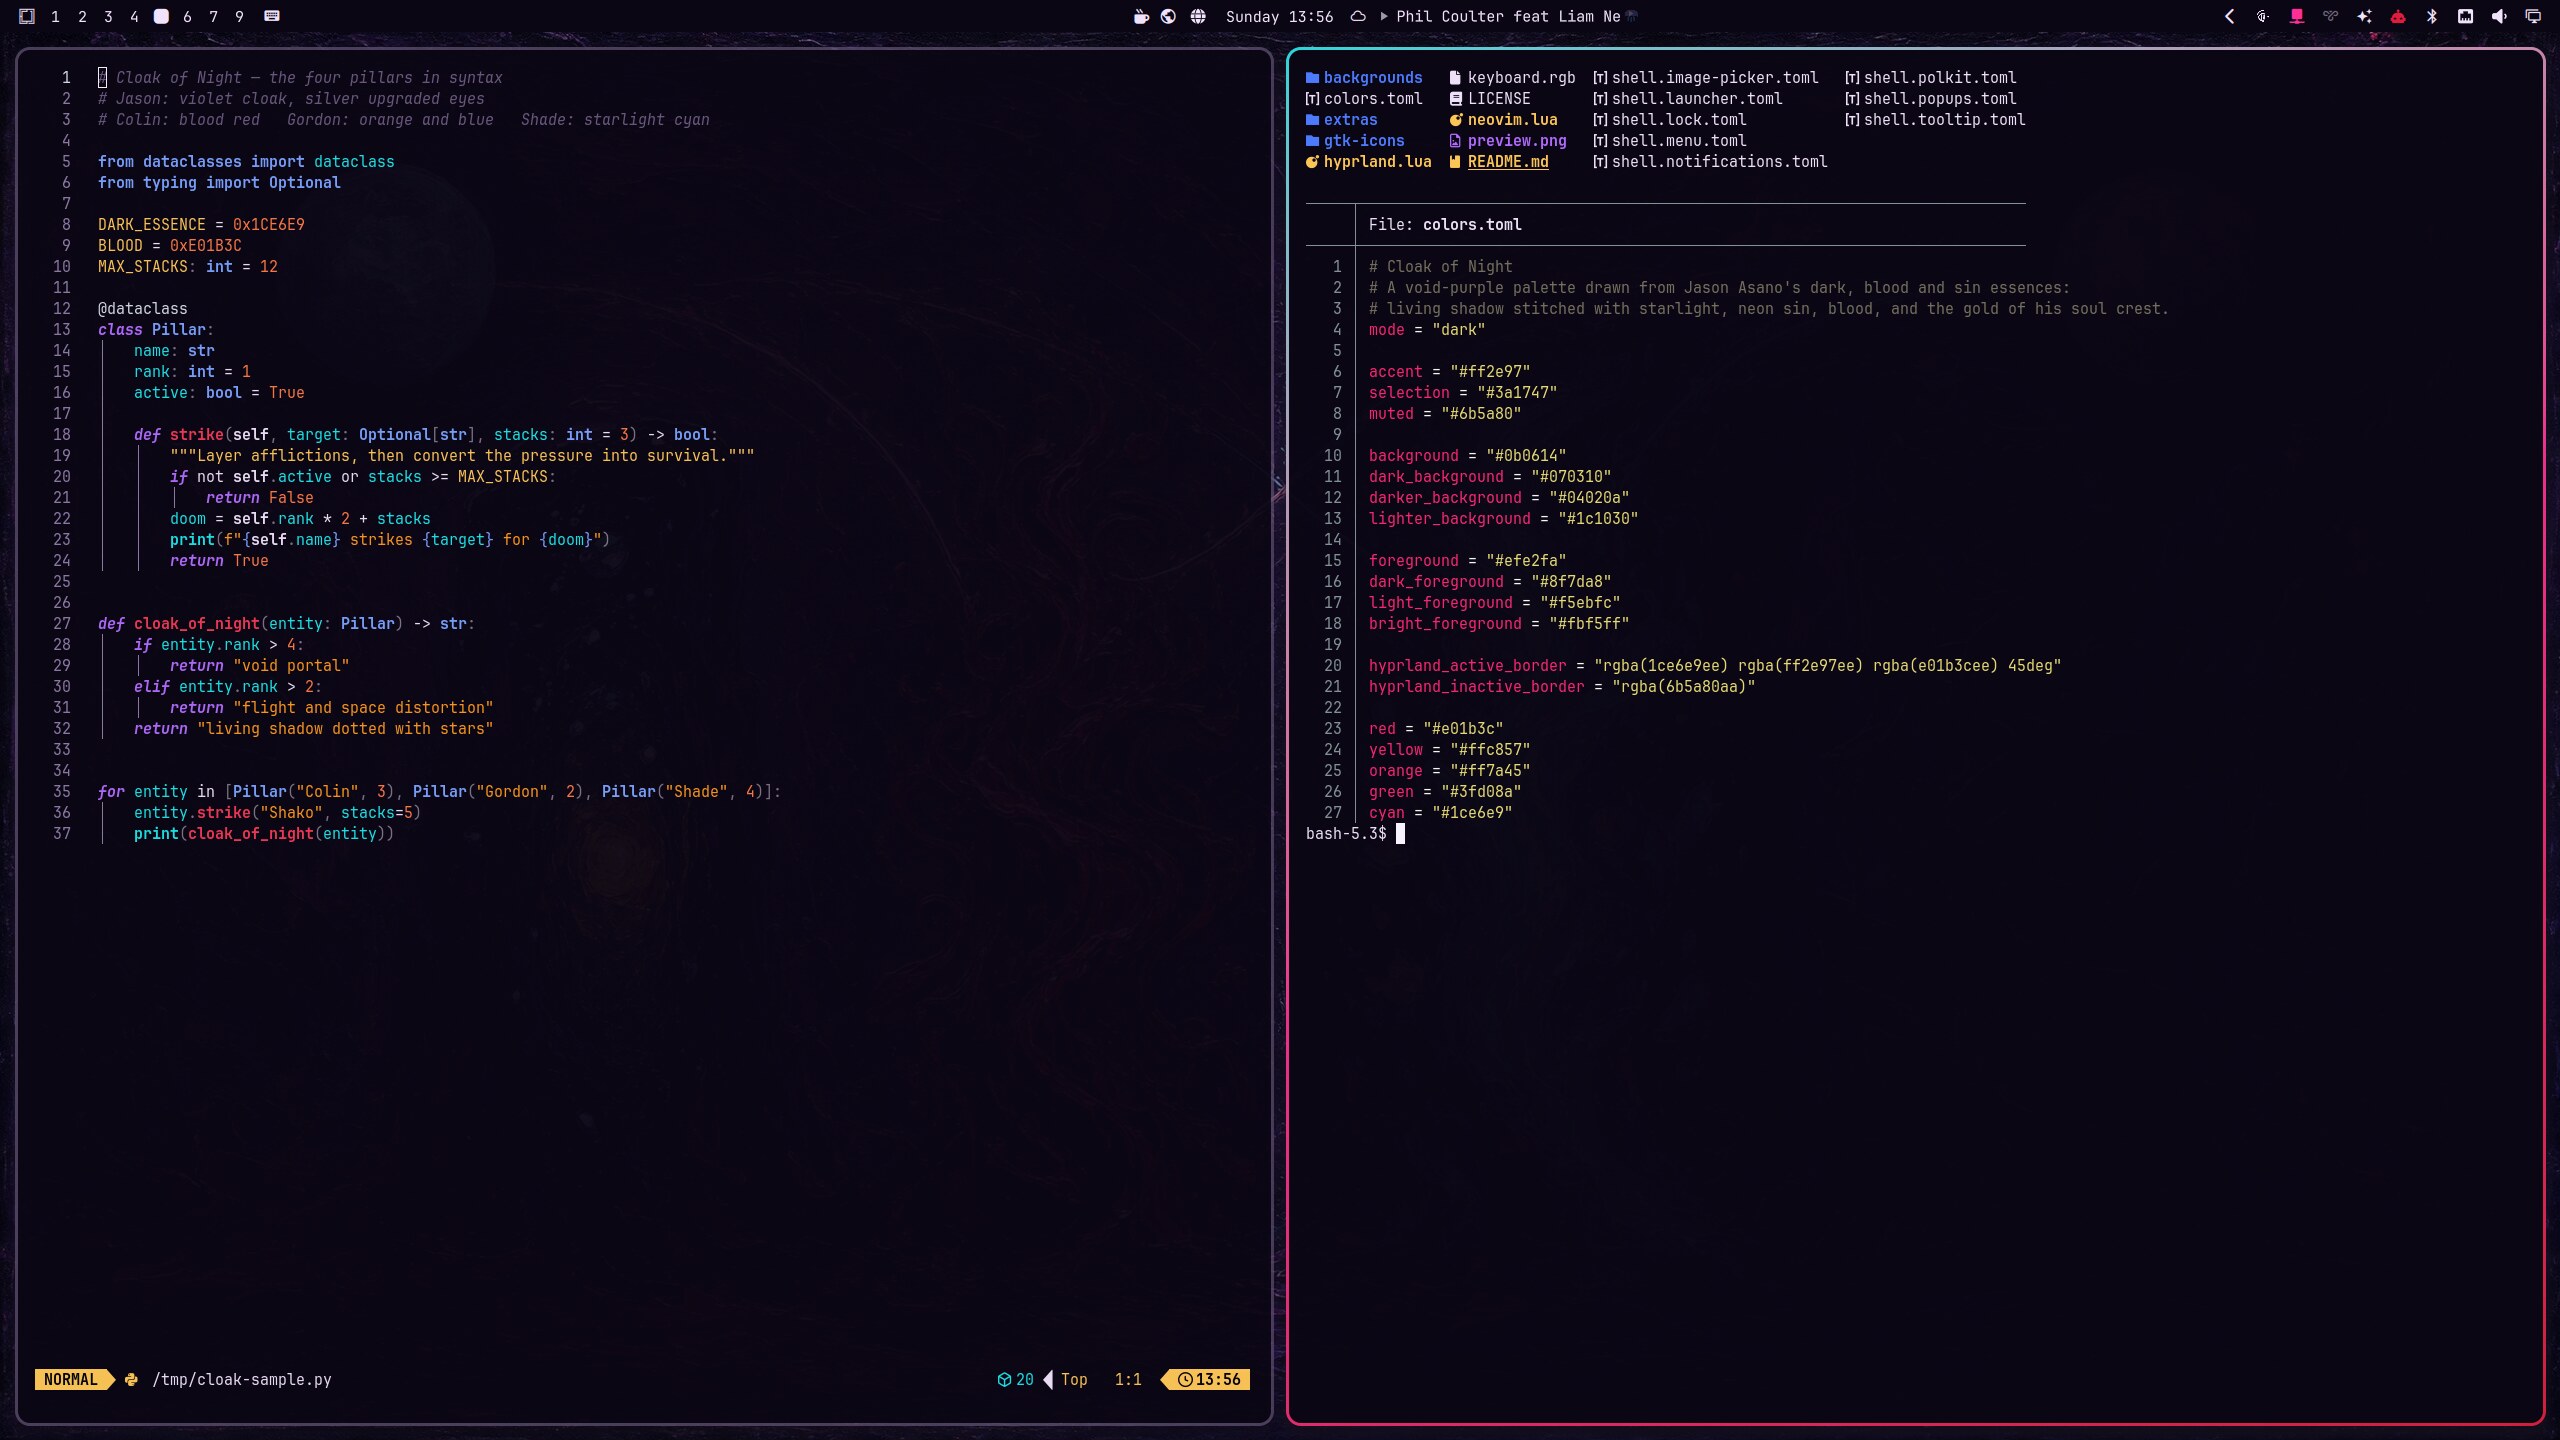 1 2 3 4 6 7 9
Sunday 13:56 Phil Coulter feat Liam Ne
1 # Cloak of Night — the four pillars in syntax
2 # Jason: violet cloak, silver upgraded eyes
3 # Colin: blood red   Gordon: orange and blue   Shade: starlight cyan
4
5 from dataclasses import dataclass
6 from typing import Optional
7
8 DARK_ESSENCE = 0x1CE6E9
9 BLOOD = 0xE01B3C
10 MAX_STACKS: int = 12
11
12 @dataclass
13 class Pillar:
14     name: str
15     rank: int = 1
16     active: bool = True
17
18     def strike(self, target: Optional[str], stacks: int = 3) -> bool:
19         """Layer afflictions, then convert the pressure into survival."""
20         if not self.active or stacks >= MAX_STACKS:
21             return False
22         doom = self.rank * 2 + stacks
23         print(f"{self.name} strikes {target} for {doom}")
24         return True
25
26
27 def cloak_of_night(entity: Pillar) -> str:
28     if entity.rank > 4:
29         return "void portal"
30     elif entity.rank > 2:
31         return "flight and space distortion"
32     return "living shadow dotted with stars"
33
34
35 for entity in [Pillar("Colin", 3), Pillar("Gordon", 2), Pillar("Shade", 4)]:
36     entity.strike("Shako", stacks=5)
37     print(cloak_of_night(entity))
NORMAL /tmp/cloak-sample.py 20 Top 1:1 13:56
backgrounds keyboard.rgb [T] shell.image-picker.toml [T] shell.polkit.toml
[T] colors.toml LICENSE [T] shell.launcher.toml [T] shell.popups.toml
extras neovim.lua [T] shell.lock.toml [T] shell.tooltip.toml
gtk-icons preview.png [T] shell.menu.toml
hyprland.lua README.md [T] shell.notifications.toml
File: colors.toml
1 # Cloak of Night
2 # A void-purple palette drawn from Jason Asano's dark, blood and sin essences:
3 # living shadow stitched with starlight, neon sin, blood, and the gold of his soul crest.
4 mode = "dark"
5
6 accent = "#ff2e97"
7 selection = "#3a1747"
8 muted = "#6b5a80"
9
10 background = "#0b0614"
11 dark_background = "#070310"
12 darker_background = "#04020a"
13 lighter_background = "#1c1030"
14
15 foreground = "#efe2fa"
16 dark_foreground = "#8f7da8"
17 light_foreground = "#f5ebfc"
18 bright_foreground = "#fbf5ff"
19
20 hyprland_active_border = "rgba(1ce6e9ee) rgba(ff2e97ee) rgba(e01b3cee) 45deg"
21 hyprland_inactive_border = "rgba(6b5a80aa)"
22
23 red = "#e01b3c"
24 yellow = "#ffc857"
25 orange = "#ff7a45"
26 green = "#3fd08a"
27 cyan = "#1ce6e9"
bash-5.3$